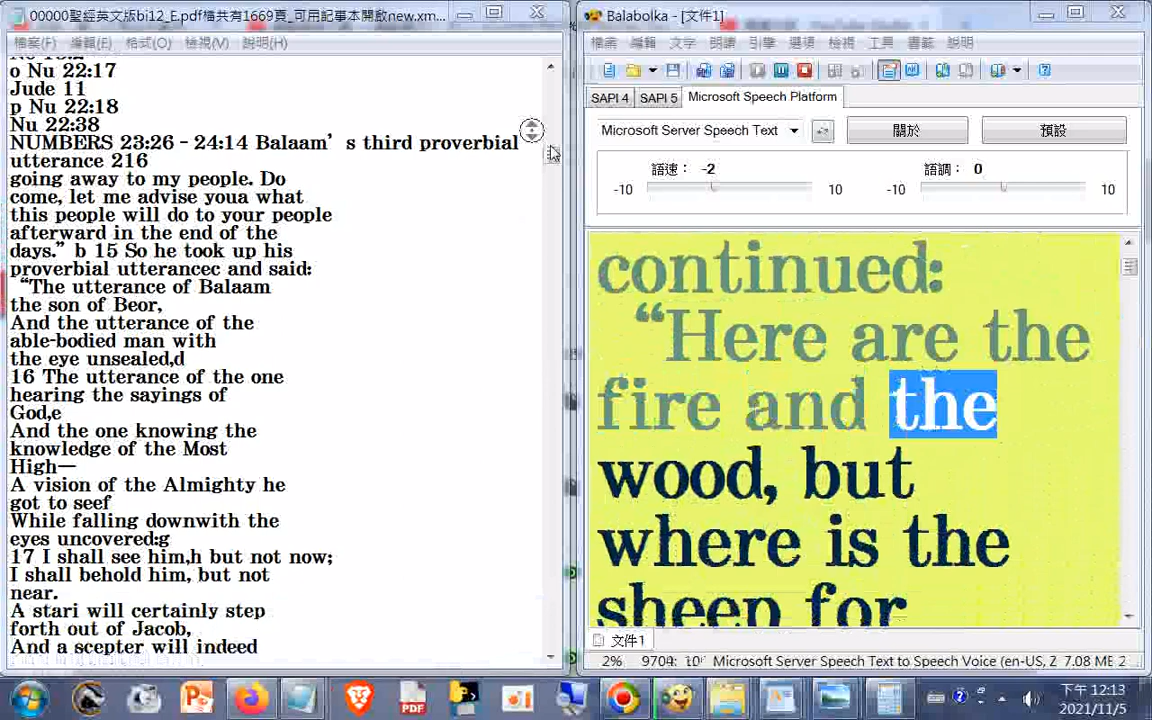 00000聖經英文版bi12_E.pdf檔共有1669頁_可用記事本開啟new.xm...
檔案(F) 編輯(E) 格式(O) 檢視(V) 說明(H)
o Nu 22:17
Jude 11
p Nu 22:18
Nu 22:38
NUMBERS 23:26 - 24:14 Balaam’s third proverbial
utterance 216
going away to my people. Do
come, let me advise youa what
this people will do to your people
afterward in the end of the
days.” b 15 So he took up his
proverbial utterancec and said:
“The utterance of Balaam
the son of Beor,
And the utterance of the
able-bodied man with
the eye unsealed,d
16 The utterance of the one
hearing the sayings of
God,e
And the one knowing the
knowledge of the Most
High—
A vision of the Almighty he
got to seef
While falling downwith the
eyes uncovered:g
17 I shall see him,h but not now;
I shall behold him, but not
near.
A stari will certainly step
forth out of Jacob,
And a scepter will indeed
Balabolka - [文件1]
檔案 編輯 文字 朗讀 引擎 選項 檢視 工具 書籤 說明
SAPI 4 SAPI 5 Microsoft Speech Platform
Microsoft Server Speech Text 關於 預設
語速： -2 語調： 0
-10 10 -10 10
continued:
“Here are the
fire and the
wood, but
where is the
sheep for
文件1
2% 9704: Microsoft Server Speech Text to Speech Voice (en-US, Z 7.08 MB
PDF
下午 12:13
2021/11/5